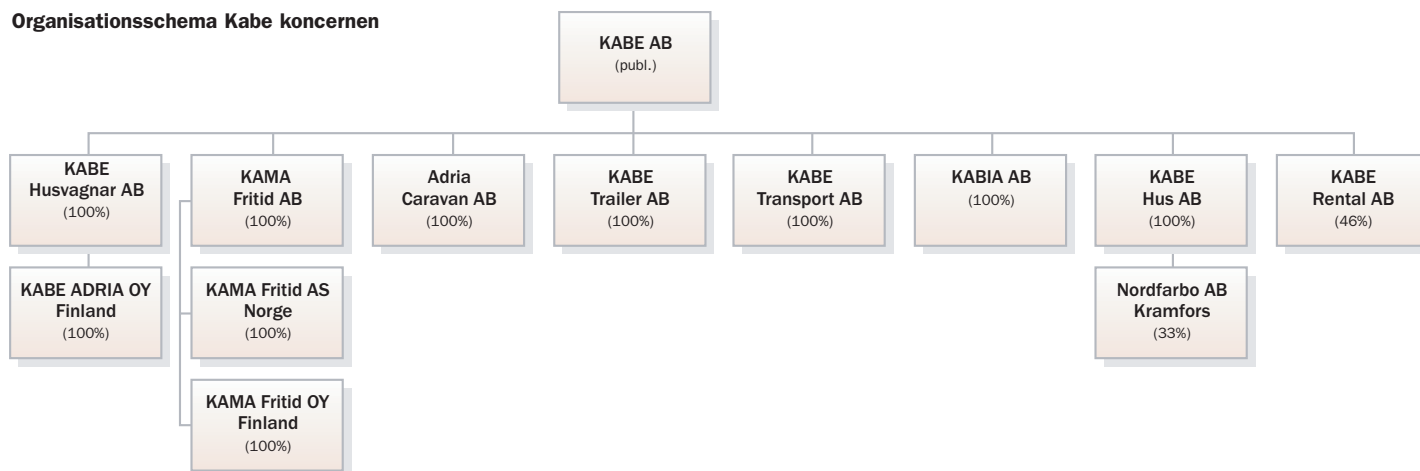 Organisationsschema Kabe koncernen
KABE AB
(publ.)
KABE
Husvagnar AB
(100%)
KAMA
Fritid AB
(100%)
Adria
Caravan AB
(100%)
KABE
Trailer AB
(100%)
KABE
Transport AB
(100%)
KABIA AB
(100%)
KABE
Hus AB
(100%)
KABE
Rental AB
(46%)
KABE ADRIA OY
Finland
(100%)
KAMA Fritid AS
Norge
(100%)
Nordfarbo AB
Kramfors
(33%)
KAMA Fritid OY
Finland
(100%)